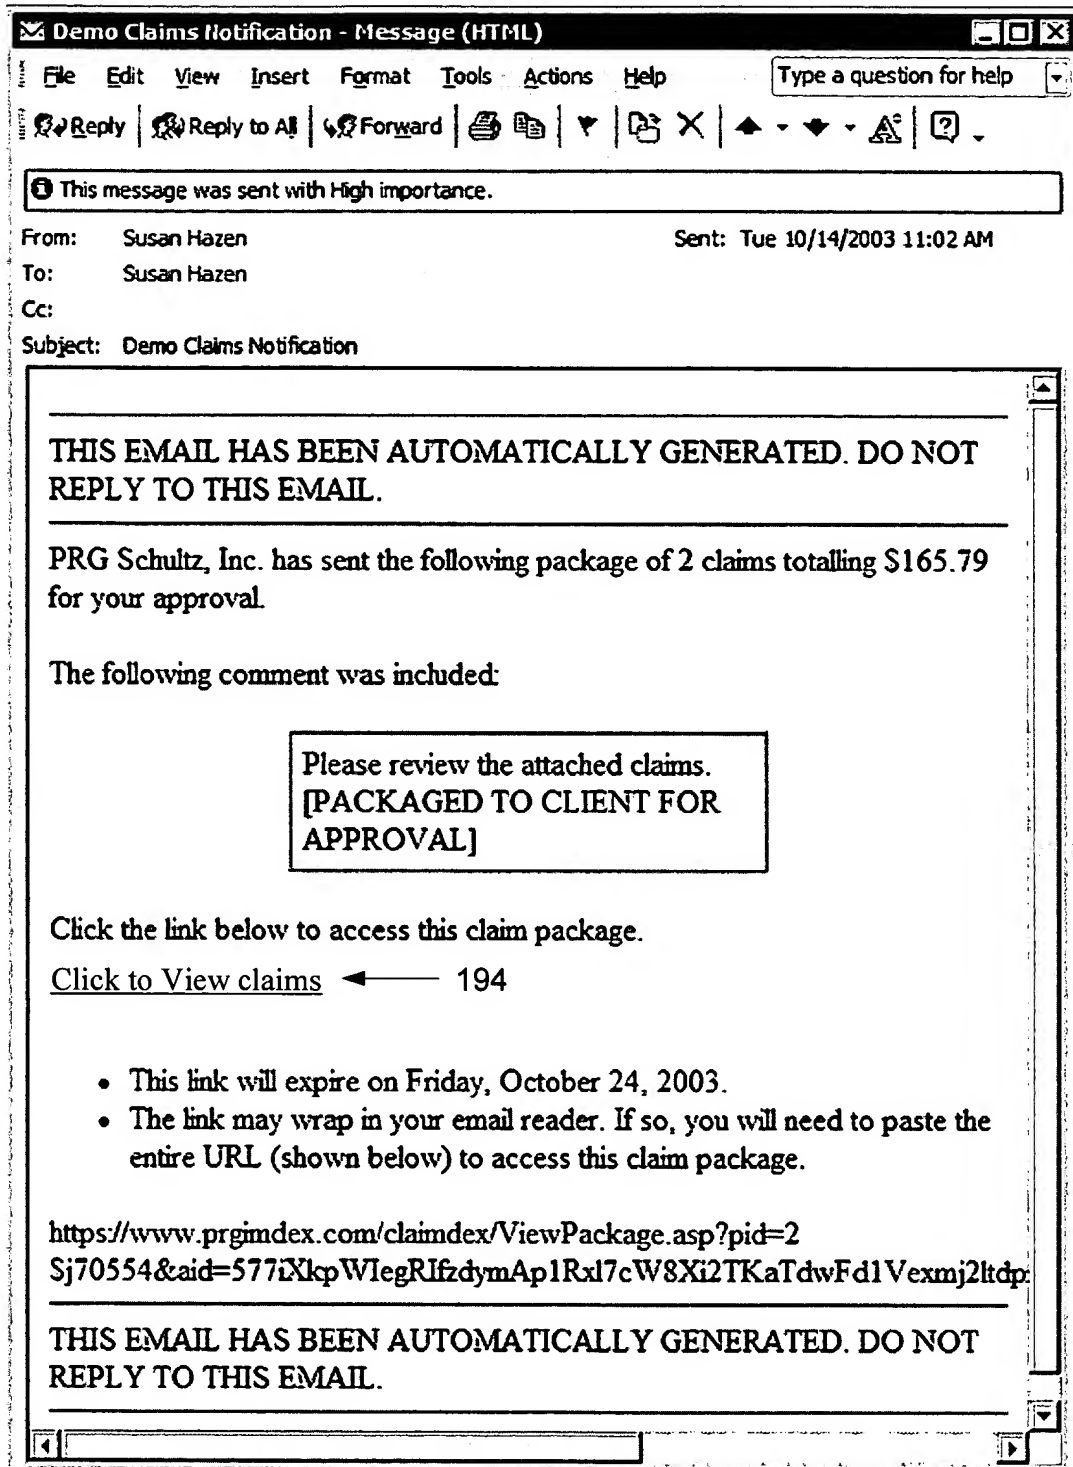 Demo Claims Notification - Message (HTML)
File Edit View Insert Format Tools Actions Help Type a question for help
Reply Reply to All Forward
This message was sent with High importance.
From: Susan Hazen Sent: Tue 10/14/2003 11:02 AM
To: Susan Hazen
Cc:
Subject: Demo Claims Notification
THIS EMAIL HAS BEEN AUTOMATICALLY GENERATED. DO NOT
REPLY TO THIS EMAIL.
PRG Schultz, Inc. has sent the following package of 2 claims totalling $165.79
for your approval.
The following comment was included:
Please review the attached claims.
[PACKAGED TO CLIENT FOR
APPROVAL]
Click the link below to access this claim package.
Click to View claims 194
• This link will expire on Friday, October 24, 2003.
• The link may wrap in your email reader. If so, you will need to paste the
entire URL (shown below) to access this claim package.
https://www.prgimdex.com/claimdex/ViewPackage.asp?pid=2
THIS EMAIL HAS BEEN AUTOMATICALLY GENERATED. DO NOT
REPLY TO THIS EMAIL.